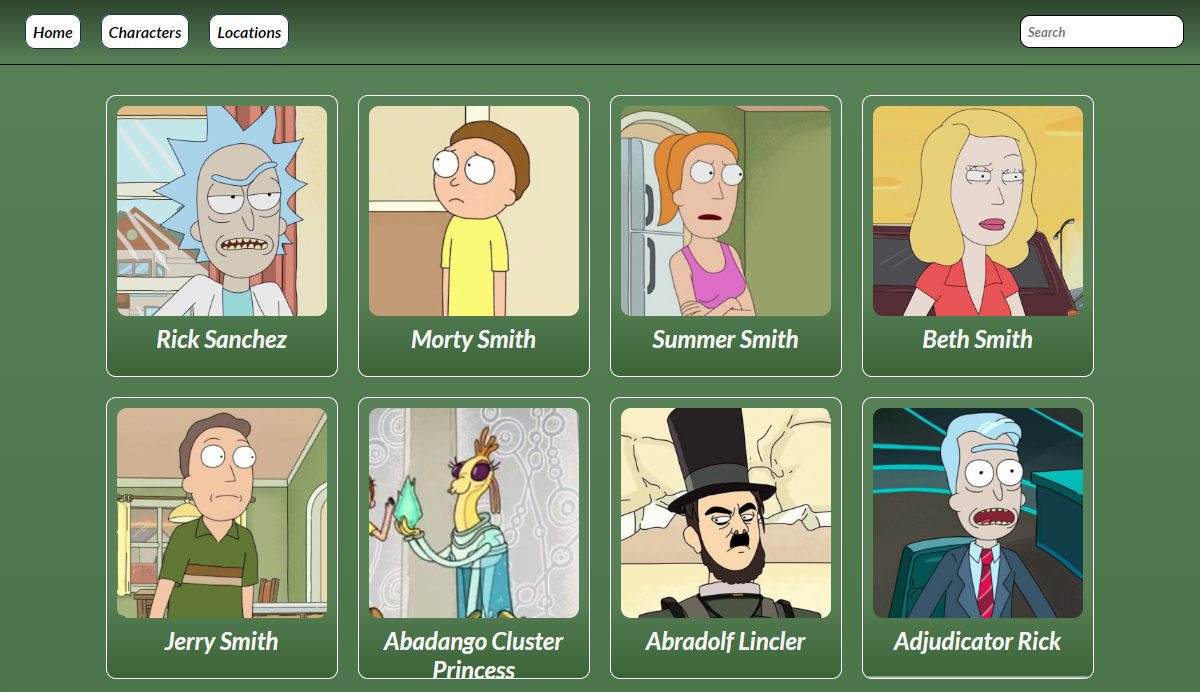 Home Characters Locations Search
Rick Sanchez Morty Smith Summer Smith Beth Smith
Jerry Smith Abadango Cluster Abradolf Lincler Adjudicator Rick
Princess